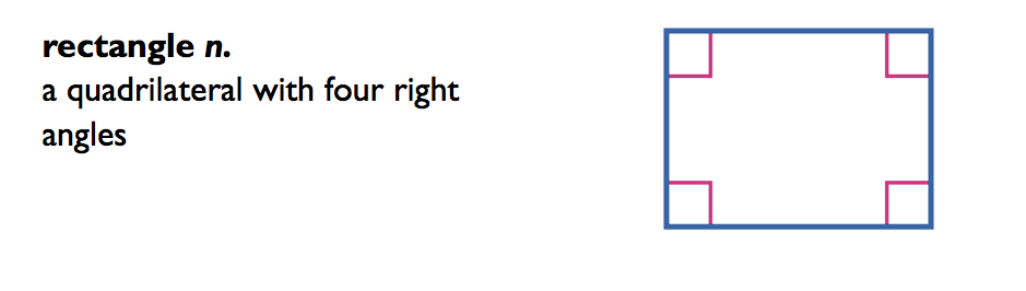 rectangle n.
a quadrilateral with four right
angles